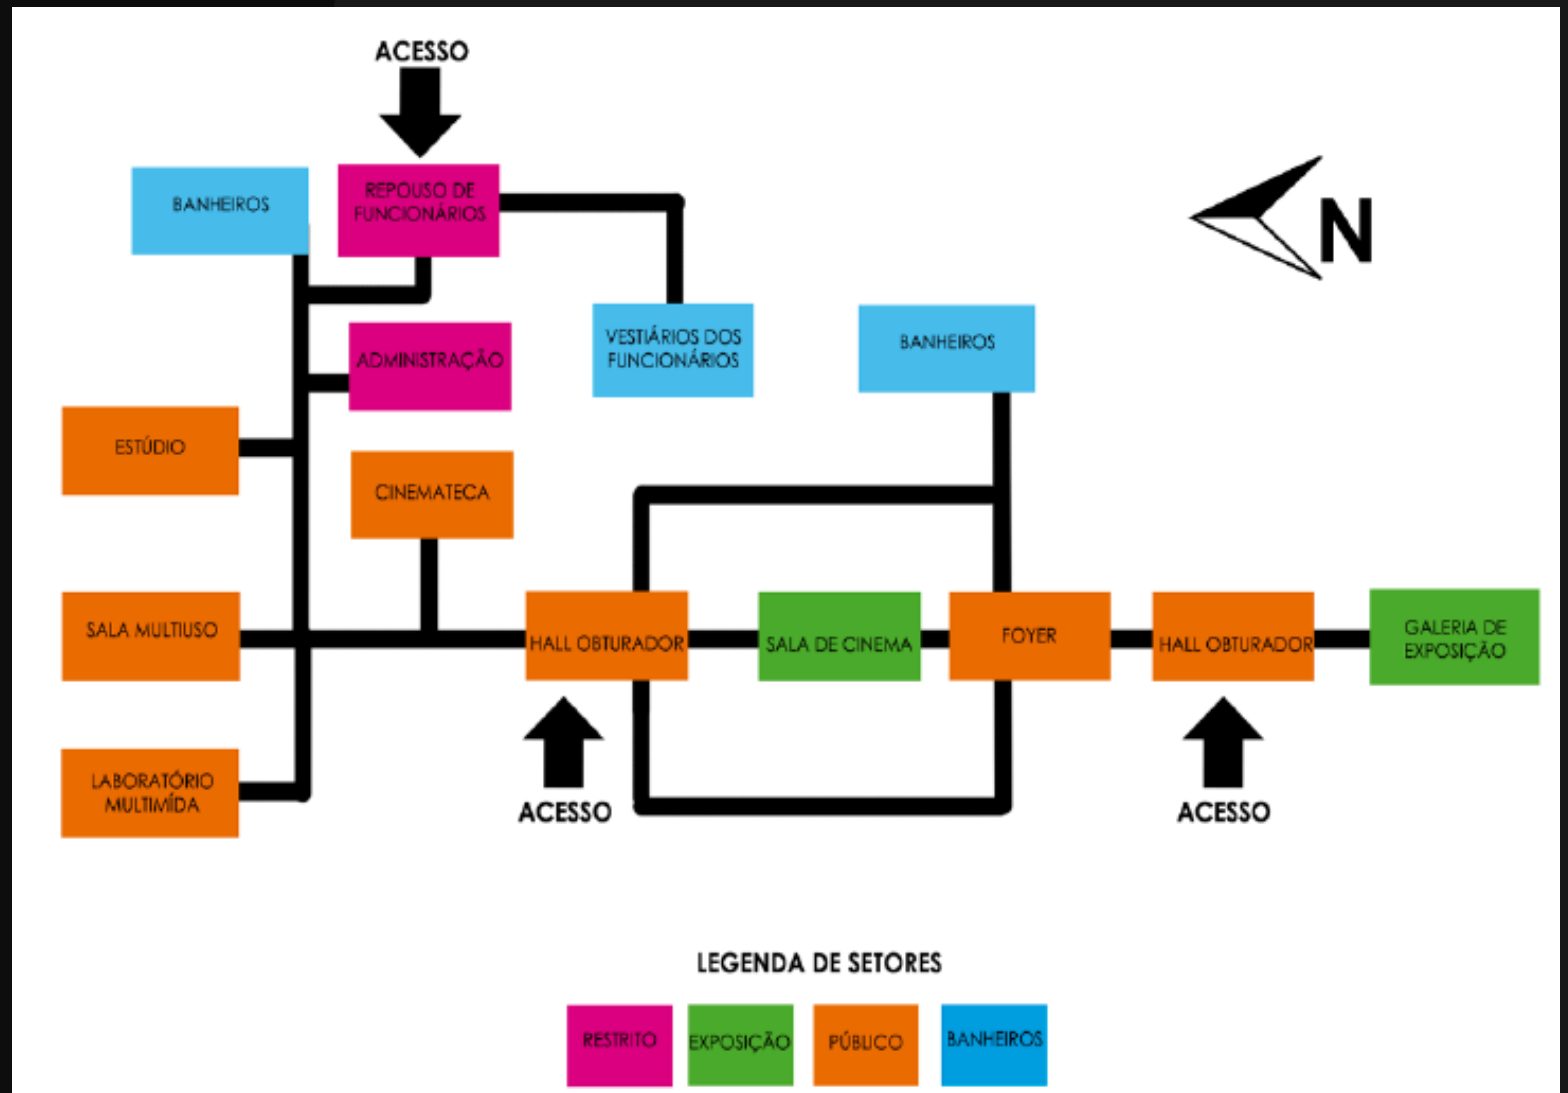 ACESSO
BANHEIROS
REPOUSO DE
FUNCIONÁRIOS
N
VESTIÁRIOS DOS
FUNCIONÁRIOS
BANHEIROS
ADMINISTRAÇÃO
ESTÚDIO
CINEMATECA
SALA MULTIUSO
HALL OBTURADOR
SALA DE CINEMA
FOYER
HALL OBTURADOR
GALERIA DE
EXPOSIÇÃO
LABORATÓRIO
MULTIMÍDA
ACESSO
ACESSO
LEGENDA DE SETORES
RESTRITO
EXPOSIÇÃO
PÚBLICO
BANHEIROS